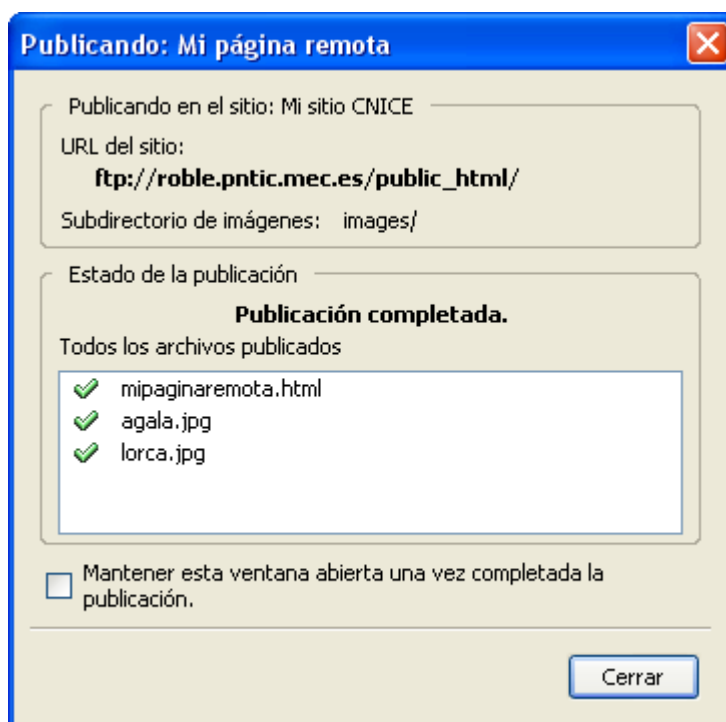 Publicando: Mi página remota
Publicando en el sitio: Mi sitio CNICE
URL del sitio:
ftp://roble.pntic.mec.es/public_html/
Subdirectorio de imágenes: images/
Estado de la publicación
Publicación completada.
Todos los archivos publicados
mipaginaremota.html
agala.jpg
lorca.jpg
Mantener esta ventana abierta una vez completada la
publicación.
Cerrar